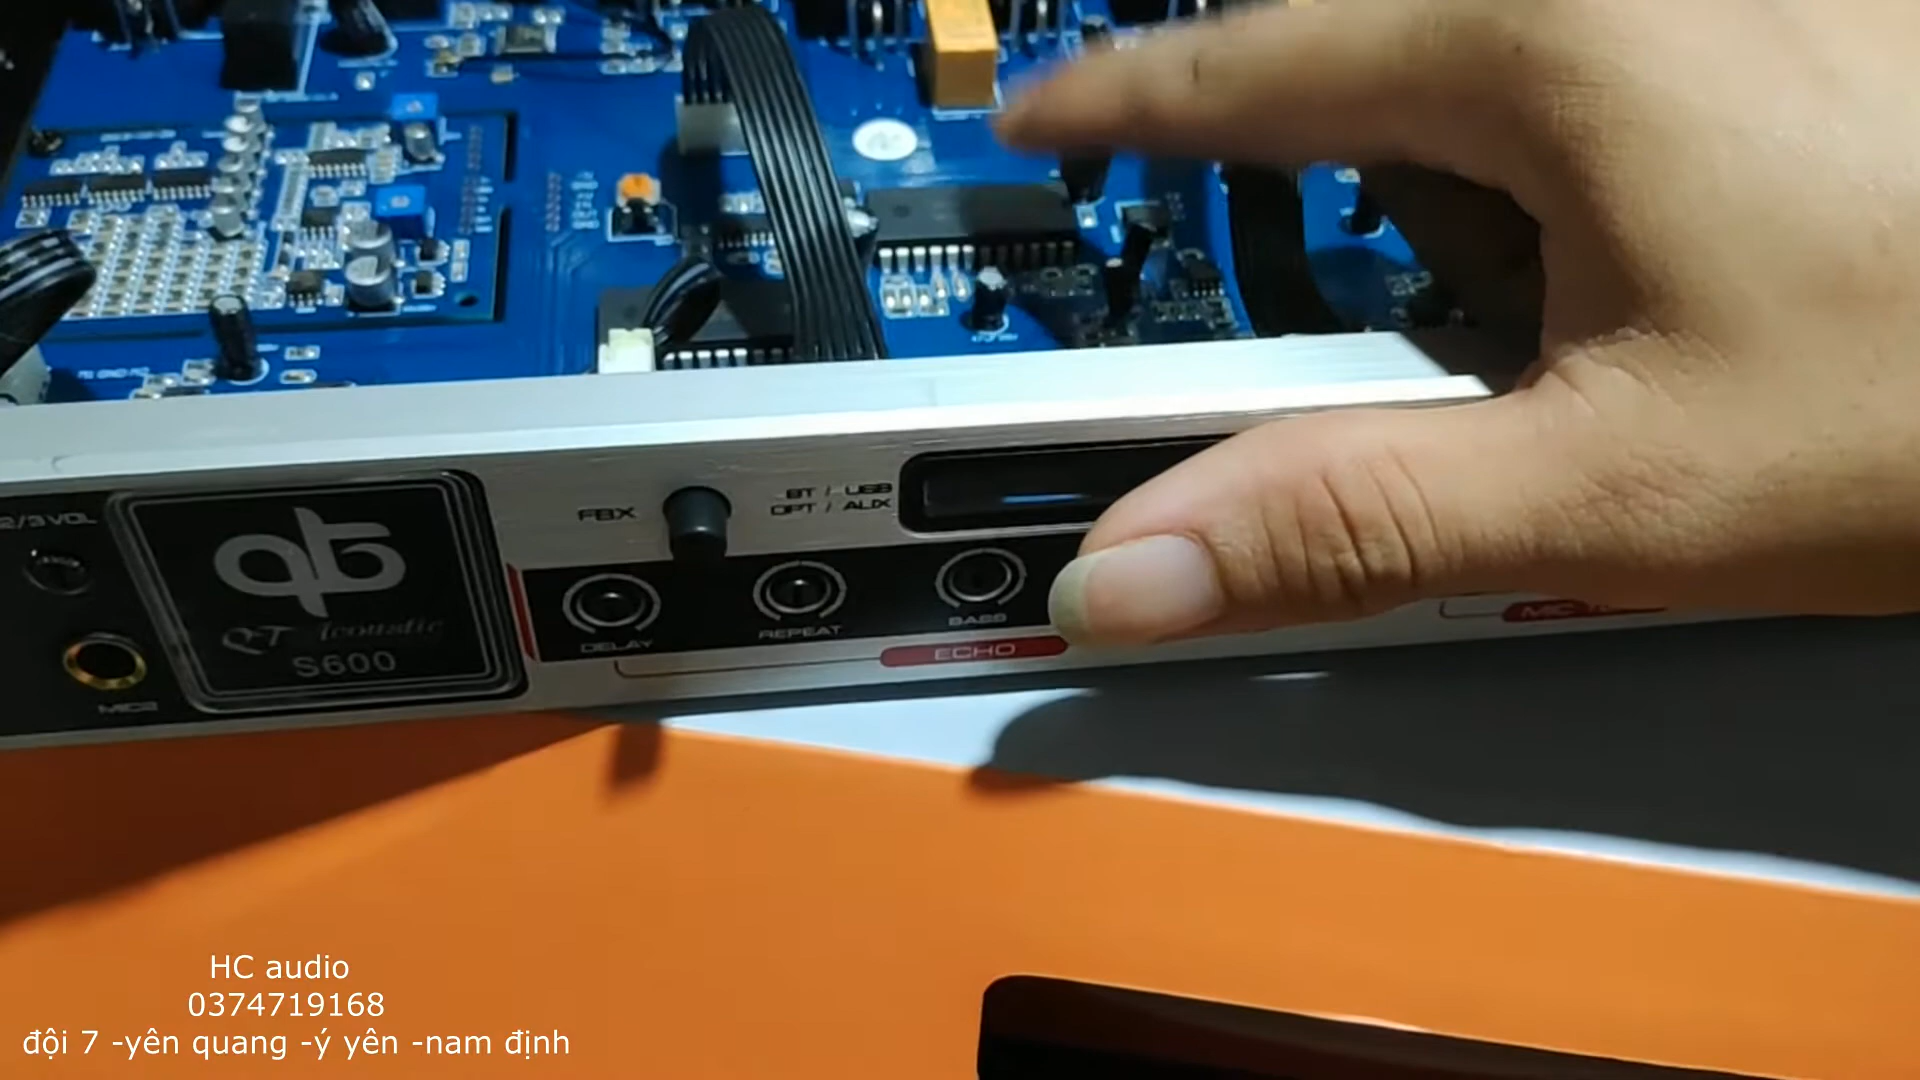 2/3 VOL
FBX
BT / USB
OPT / AUX
QT Acoustic
S600
MIC2
DELAY
REPEAT
BASS
ECHO
MIC
HC audio
0374719168
đội 7 -yên quang -ý yên -nam định